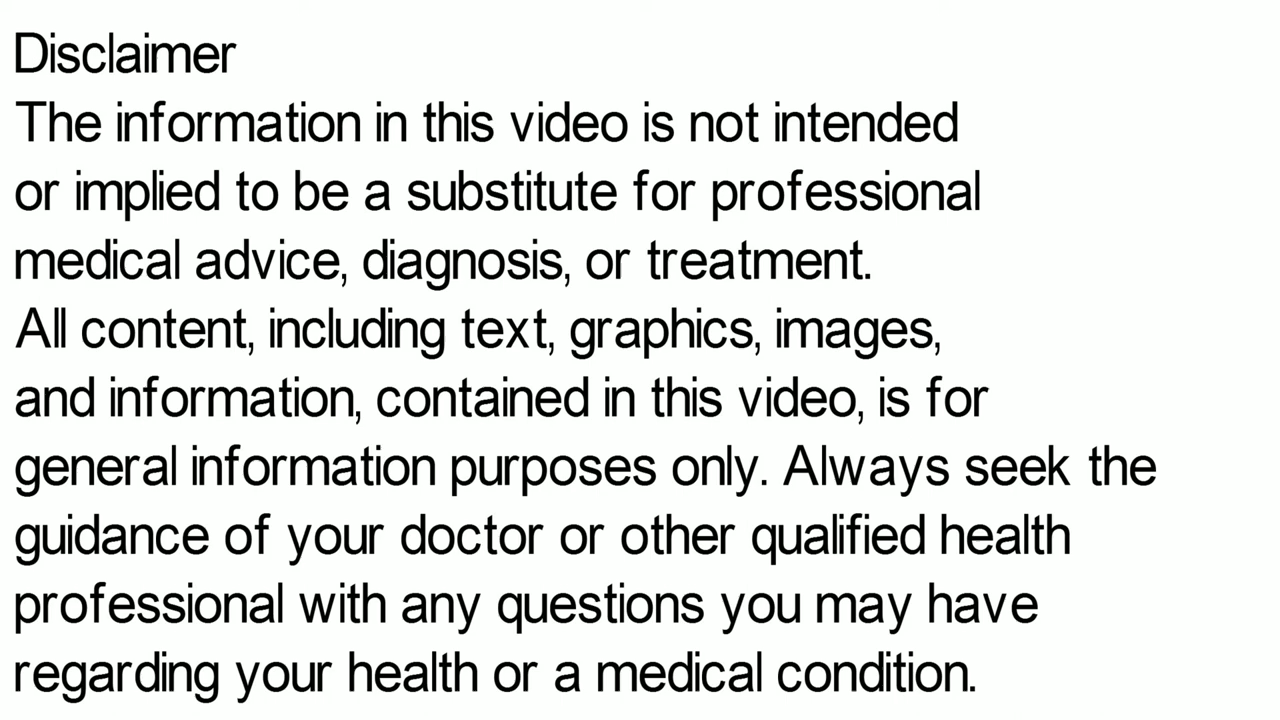 Disclaimer
The information in this video is not intended
or implied to be a substitute for professional
medical advice, diagnosis, or treatment.
All content, including text, graphics, images,
and information, contained in this video, is for
general information purposes only. Always seek the
guidance of your doctor or other qualified health
professional with any questions you may have
regarding your health or a medical condition.